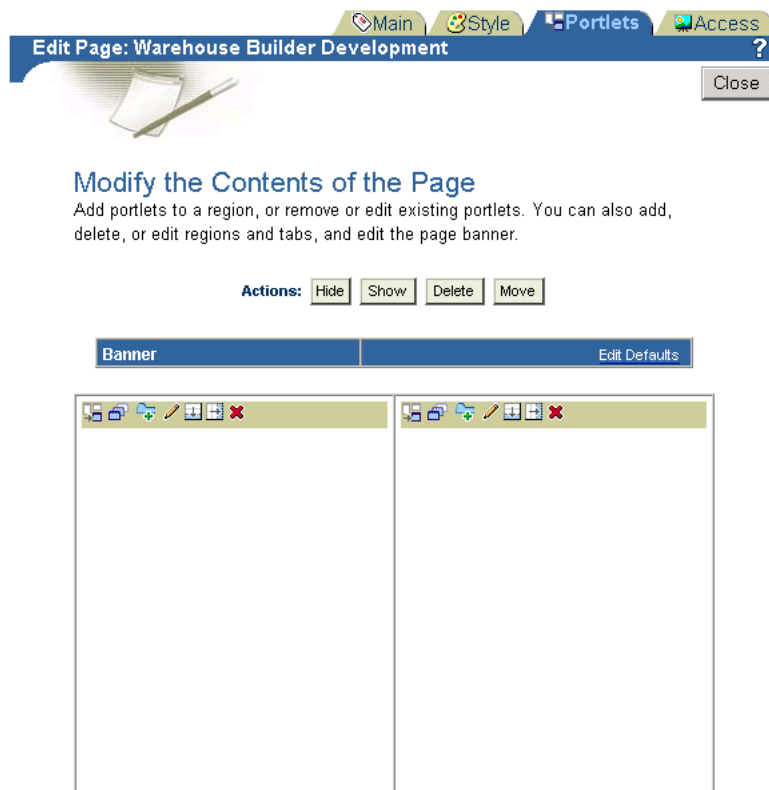 Main Style Portlets Access
Edit Page: Warehouse Builder Development ?
Close
Modify the Contents of the Page
Add portlets to a region, or remove or edit existing portlets. You can also add,
delete, or edit regions and tabs, and edit the page banner.
Actions: Hide Show Delete Move
Banner Edit Defaults